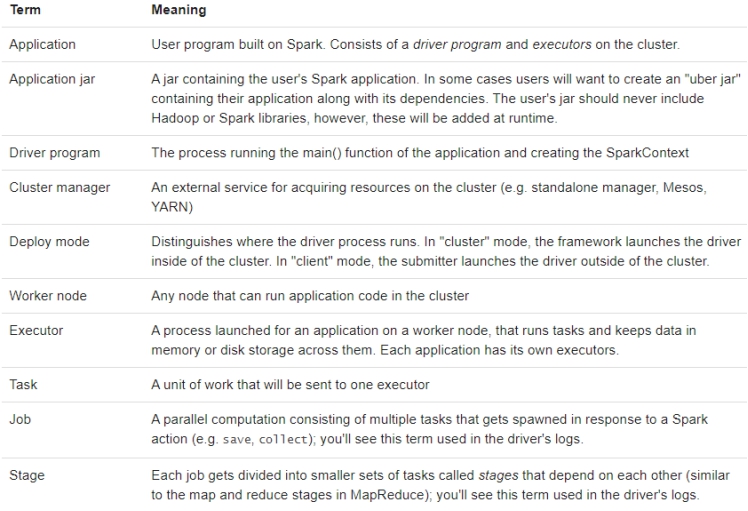 Term Meaning
Application User program built on Spark. Consists of a driver program and executors on the cluster.
Application jar A jar containing the user's Spark application. In some cases users will want to create an "uber jar"
containing their application along with its dependencies. The user's jar should never include
Hadoop or Spark libraries, however, these will be added at runtime.
Driver program The process running the main() function of the application and creating the SparkContext
Cluster manager An external service for acquiring resources on the cluster (e.g. standalone manager, Mesos,
YARN)
Deploy mode Distinguishes where the driver process runs. In "cluster" mode, the framework launches the driver
inside of the cluster. In "client" mode, the submitter launches the driver outside of the cluster.
Worker node Any node that can run application code in the cluster
Executor A process launched for an application on a worker node, that runs tasks and keeps data in
memory or disk storage across them. Each application has its own executors.
Task A unit of work that will be sent to one executor
Job A parallel computation consisting of multiple tasks that gets spawned in response to a Spark
action (e.g. save, collect); you'll see this term used in the driver's logs.
Stage Each job gets divided into smaller sets of tasks called stages that depend on each other (similar
to the map and reduce stages in MapReduce); you'll see this term used in the driver's logs.